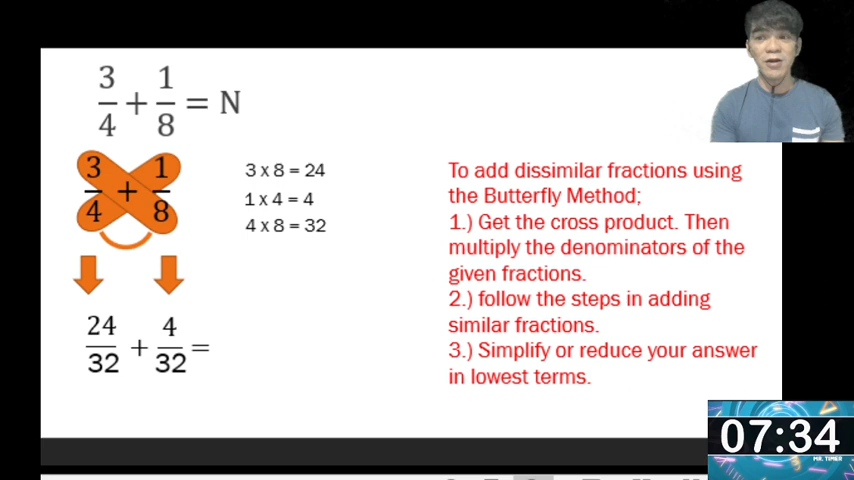 3/4 + 1/8 = N
3/4 + 1/8
3 x 8 = 24
1 x 4 = 4
4 x 8 = 32
24/32 + 4/32 =
To add dissimilar fractions using
the Butterfly Method;
1.) Get the cross product. Then
multiply the denominators of the
given fractions.
2.) follow the steps in adding
similar fractions.
3.) Simplify or reduce your answer
in lowest terms.
07:34
MR. TIMER